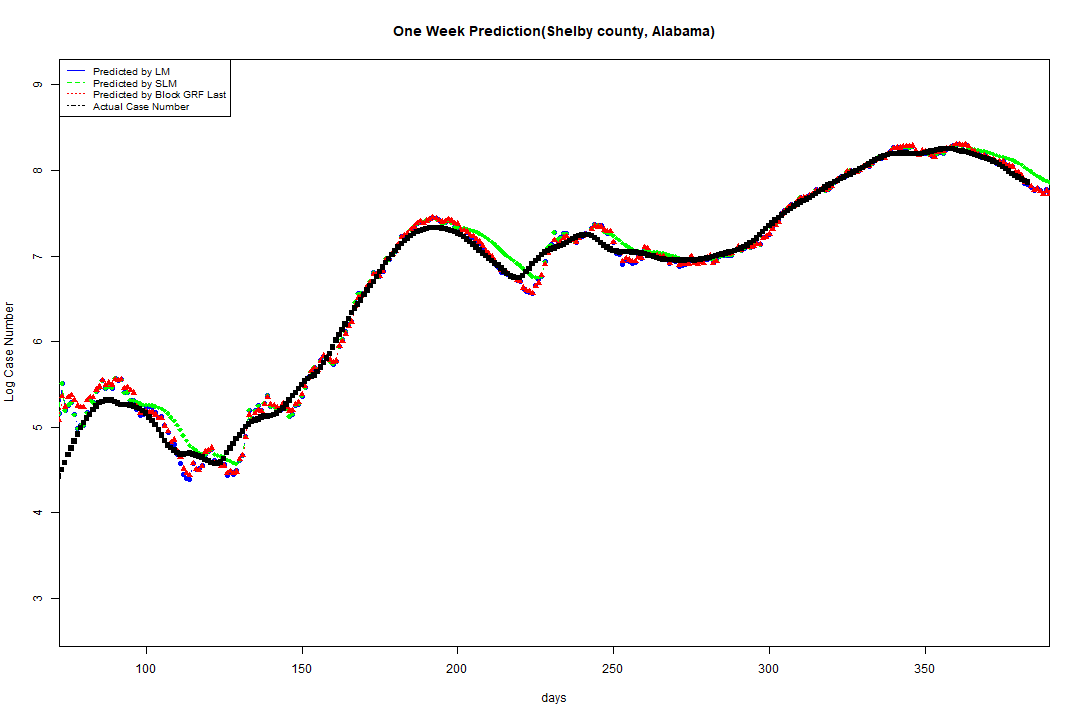 One Week Prediction(Shelby county, Alabama)
Predicted by LM
Predicted by SLM
Predicted by Block GRF Last
Actual Case Number
9
8
7
6
5
4
3
Log Case Number
100 150 200 250 300 350
days